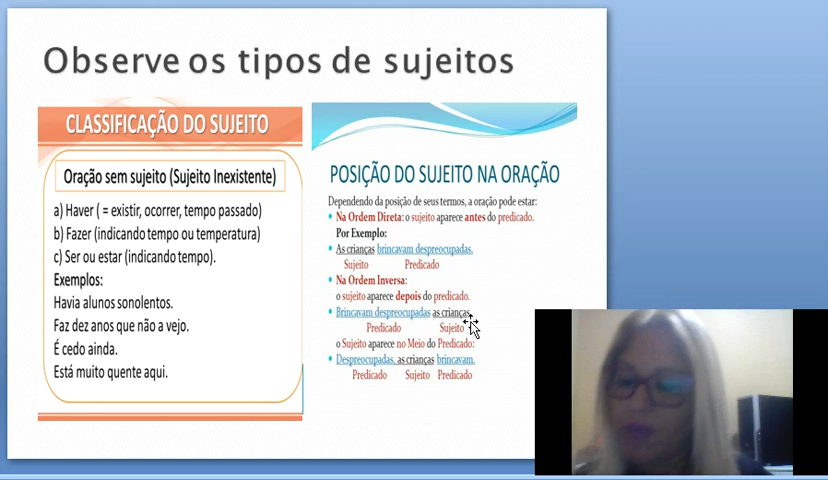 Observe os tipos de sujeitos
CLASSIFICAÇÃO DO SUJEITO
Oração sem sujeito (Sujeito Inexistente)
a) Haver ( = existir, ocorrer, tempo passado)
b) Fazer (indicando tempo ou temperatura)
c) Ser ou estar (indicando tempo).
Exemplos:
Havia alunos sonolentos.
Faz dez anos que não a vejo.
É cedo ainda.
Está muito quente aqui.
POSIÇÃO DO SUJEITO NA ORAÇÃO
Dependendo da posição de seus termos, a oração pode estar:
Na Ordem Direta: o sujeito aparece antes do predicado.
Por Exemplo:
As crianças brincavam despreocupadas.
Sujeito Predicado
Na Ordem Inversa:
o sujeito aparece depois do predicado.
Brincavam despreocupadas as crianças.
Predicado Sujeito
o Sujeito aparece no Meio do Predicado:
Despreocupadas, as crianças brincavam.
Predicado Sujeito Predicado